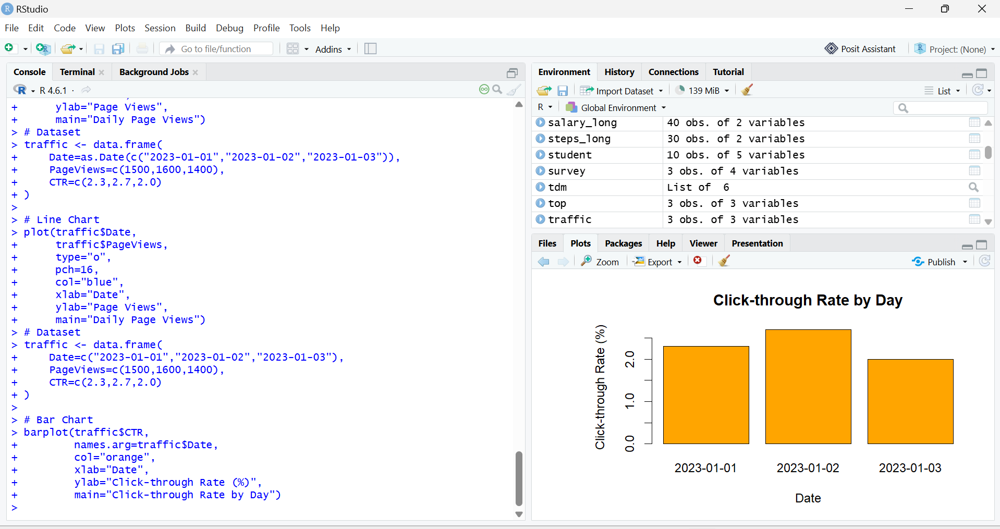 RStudio
File Edit Code View Plots Session Build Debug Profile Tools Help
Go to file/function Addins Posit Assistant Project: (None)
Console Terminal Background Jobs
R 4.6.1 ·
+      ylab="Page Views",
+      main="Daily Page Views")
> # Dataset
> traffic <- data.frame(
+     Date=as.Date(c("2023-01-01","2023-01-02","2023-01-03")),
+     PageViews=c(1500,1600,1400),
+     CTR=c(2.3,2.7,2.0)
+ )
>
> # Line Chart
> plot(traffic$Date,
+      traffic$PageViews,
+      type="o",
+      pch=16,
+      col="blue",
+      xlab="Date",
+      ylab="Page Views",
+      main="Daily Page Views")
> # Dataset
> traffic <- data.frame(
+     Date=c("2023-01-01","2023-01-02","2023-01-03"),
+     PageViews=c(1500,1600,1400),
+     CTR=c(2.3,2.7,2.0)
+ )
>
> # Bar Chart
> barplot(traffic$CTR,
+         names.arg=traffic$Date,
+         col="orange",
+         xlab="Date",
+         ylab="Click-through Rate (%)",
+         main="Click-through Rate by Day")
>
Environment History Connections Tutorial
Import Dataset 139 MiB List
R Global Environment
salary_long 40 obs. of 2 variables
steps_long 30 obs. of 2 variables
student 10 obs. of 5 variables
survey 3 obs. of 4 variables
tdm List of 6
top 3 obs. of 3 variables
traffic 3 obs. of 3 variables
Files Plots Packages Help Viewer Presentation
Zoom Export Publish
Click-through Rate by Day
Click-through Rate (%)
2.0
1.0
0.0
2023-01-01 2023-01-02 2023-01-03
Date